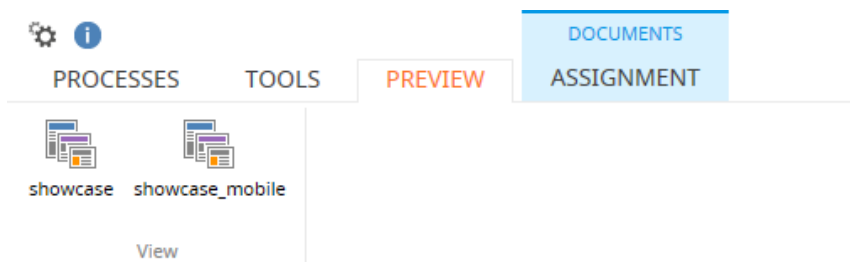 DOCUMENTS
PROCESSES TOOLS PREVIEW ASSIGNMENT
showcase showcase_mobile
View